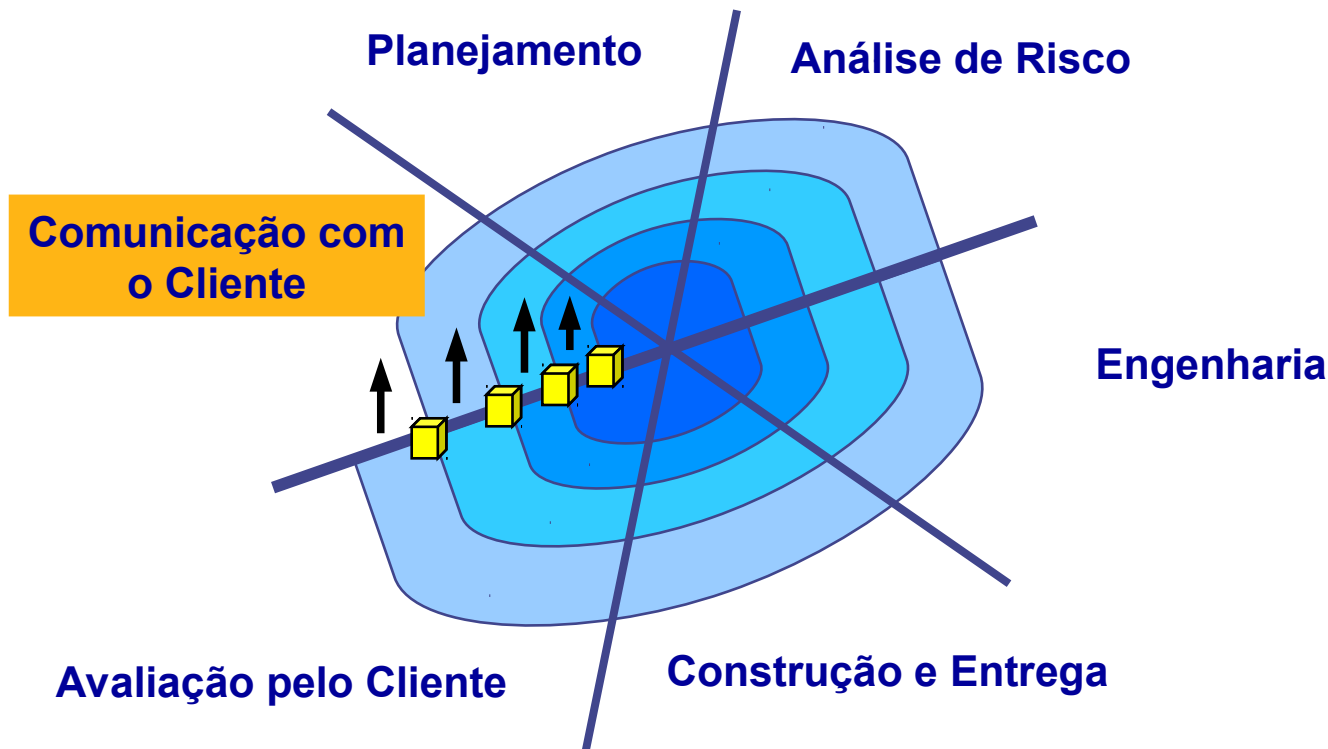 Planejamento
Análise de Risco
Comunicação com
o Cliente
Engenharia
Avaliação pelo Cliente
Construção e Entrega